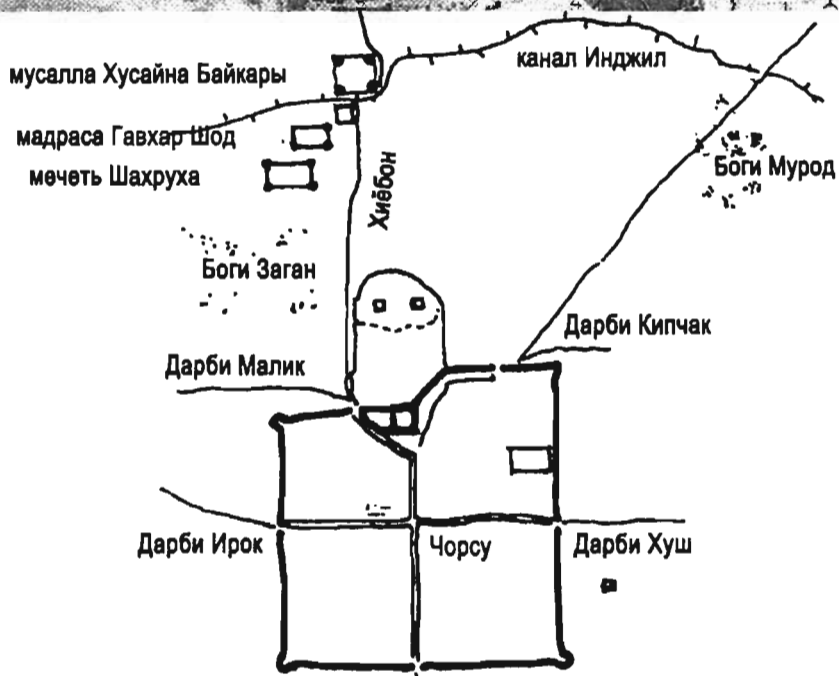 канал Инджил
мусалла Хусайна Байкары
мадраса Гавхар Шод
мечеть Шахруха
Боги Мурод
Хиёбон
Боги Заган
Дарби Кипчак
Дарби Малик
Дарби Ирок
Чорсу
Дарби Хуш